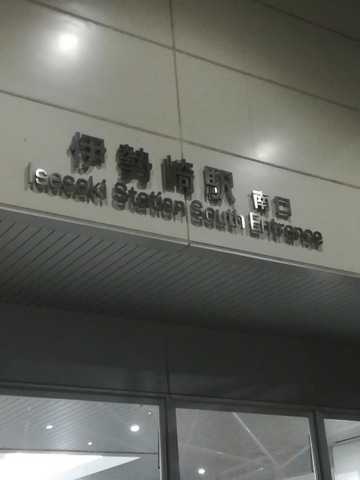 伊勢崎駅 南口
Isesaki Station South Entrance